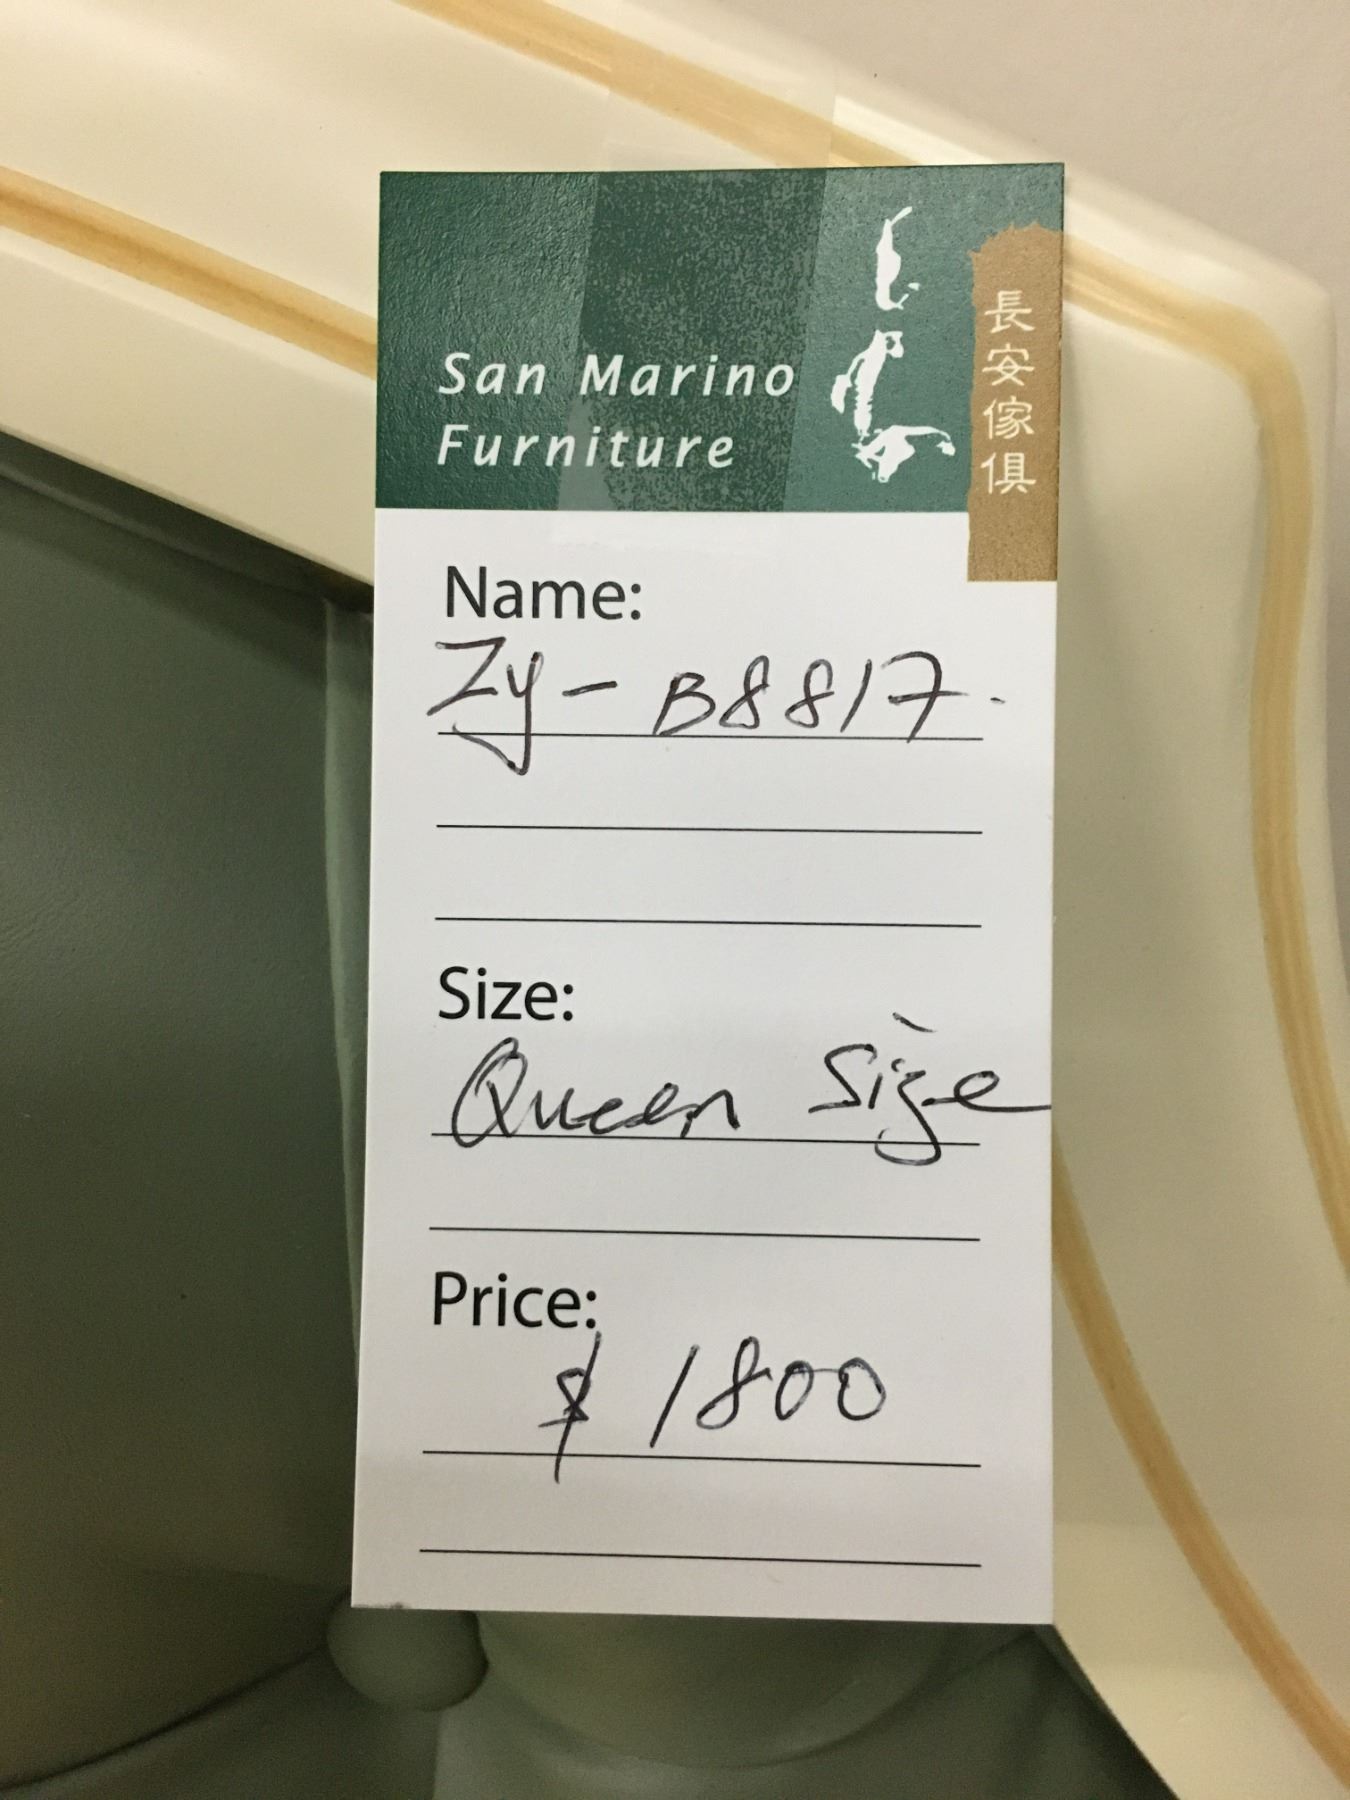 San Marino
Furniture
長安傢俱
Name:
Zy-B8817.
Size:
Queen Size
Price:
$ 1800